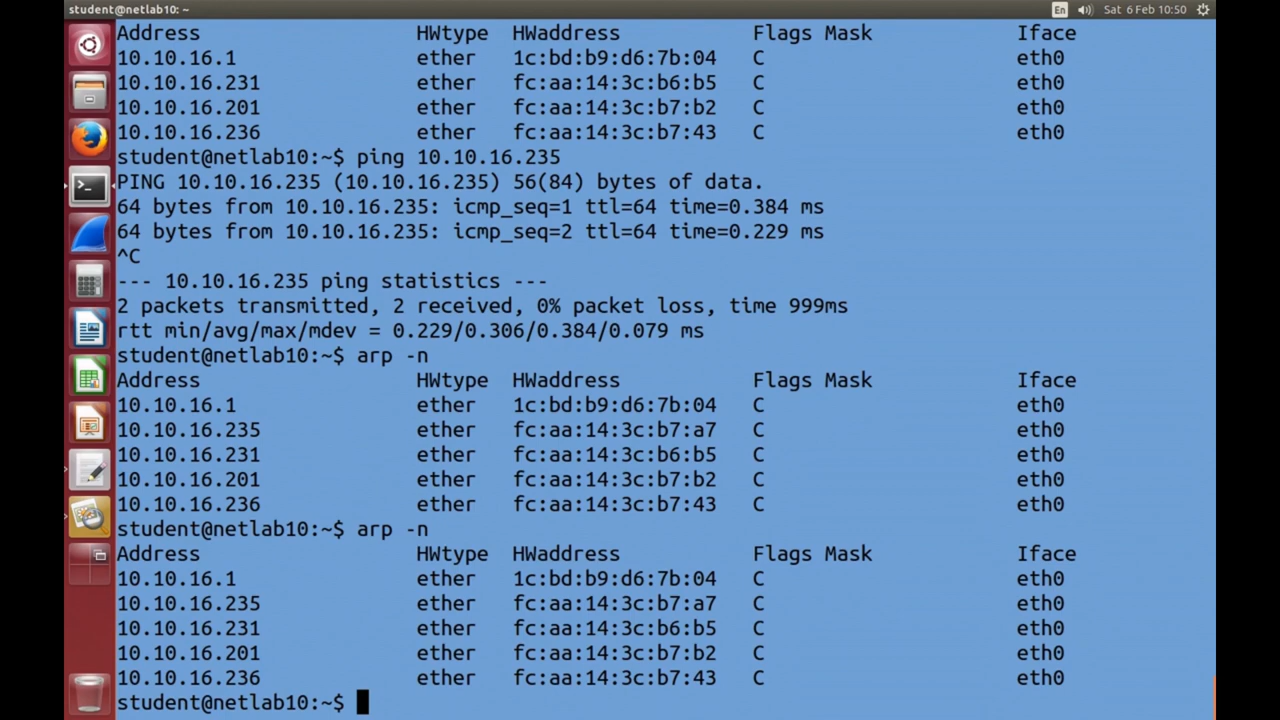 student@netlab10: ~
En
Sat 6 Feb 10:50
Address HWtype HWaddress Flags Mask Iface
10.10.16.1 ether 1c:bd:b9:d6:7b:04 C eth0
10.10.16.231 ether fc:aa:14:3c:b6:b5 C eth0
10.10.16.201 ether fc:aa:14:3c:b7:b2 C eth0
10.10.16.236 ether fc:aa:14:3c:b7:43 C eth0
student@netlab10:~$ ping 10.10.16.235
PING 10.10.16.235 (10.10.16.235) 56(84) bytes of data.
64 bytes from 10.10.16.235: icmp_seq=1 ttl=64 time=0.384 ms
64 bytes from 10.10.16.235: icmp_seq=2 ttl=64 time=0.229 ms
^C
--- 10.10.16.235 ping statistics ---
2 packets transmitted, 2 received, 0% packet loss, time 999ms
rtt min/avg/max/mdev = 0.229/0.306/0.384/0.079 ms
student@netlab10:~$ arp -n
Address HWtype HWaddress Flags Mask Iface
10.10.16.1 ether 1c:bd:b9:d6:7b:04 C eth0
10.10.16.235 ether fc:aa:14:3c:b7:a7 C eth0
10.10.16.231 ether fc:aa:14:3c:b6:b5 C eth0
10.10.16.201 ether fc:aa:14:3c:b7:b2 C eth0
10.10.16.236 ether fc:aa:14:3c:b7:43 C eth0
student@netlab10:~$ arp -n
Address HWtype HWaddress Flags Mask Iface
10.10.16.1 ether 1c:bd:b9:d6:7b:04 C eth0
10.10.16.235 ether fc:aa:14:3c:b7:a7 C eth0
10.10.16.231 ether fc:aa:14:3c:b6:b5 C eth0
10.10.16.201 ether fc:aa:14:3c:b7:b2 C eth0
10.10.16.236 ether fc:aa:14:3c:b7:43 C eth0
student@netlab10:~$